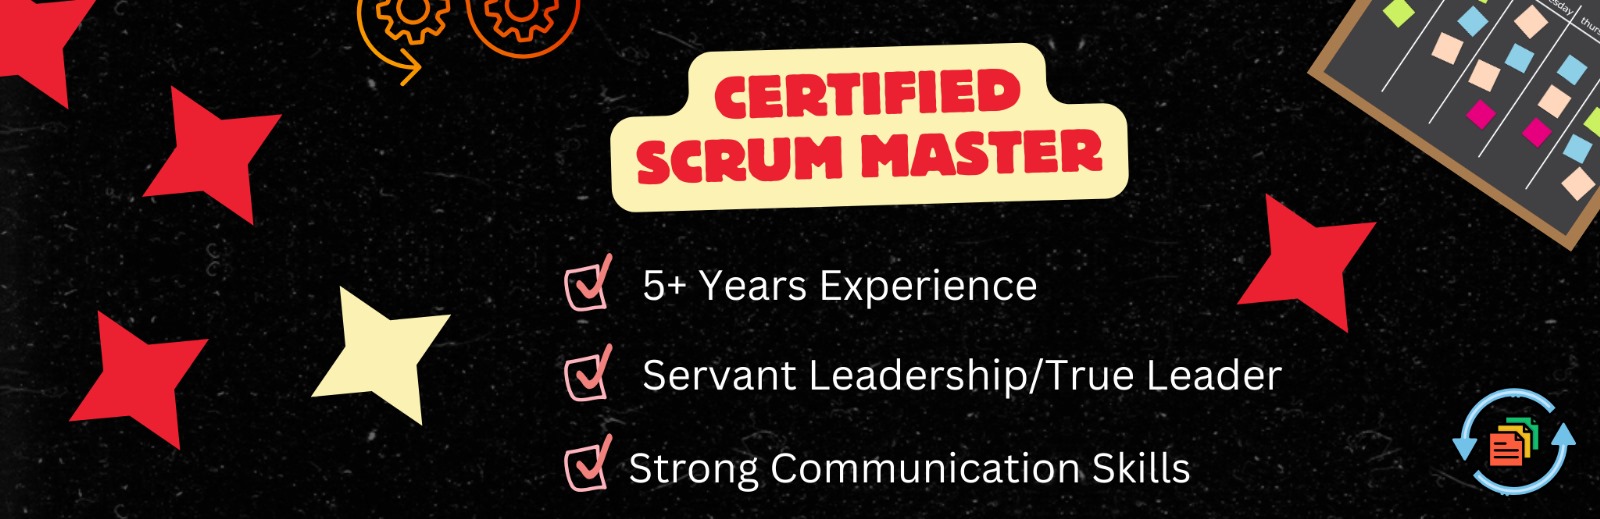 CERTIFIED
SCRUM MASTER
5+ Years Experience
Servant Leadership/True Leader
Strong Communication Skills